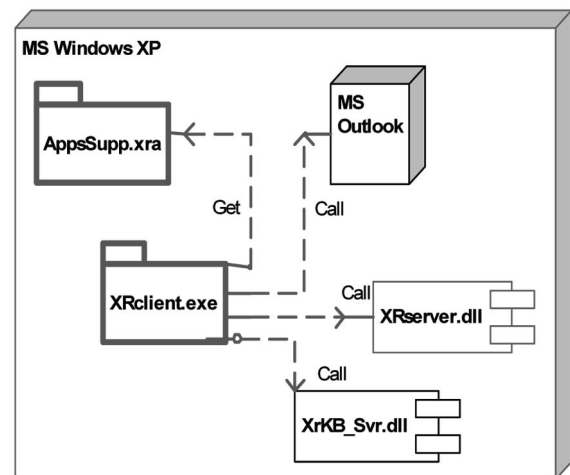 MS Windows XP
AppsSupp.xra
MS
Outlook
Get
Call
XRclient.exe
Call
XRserver.dll
Call
XrKB_Svr.dll